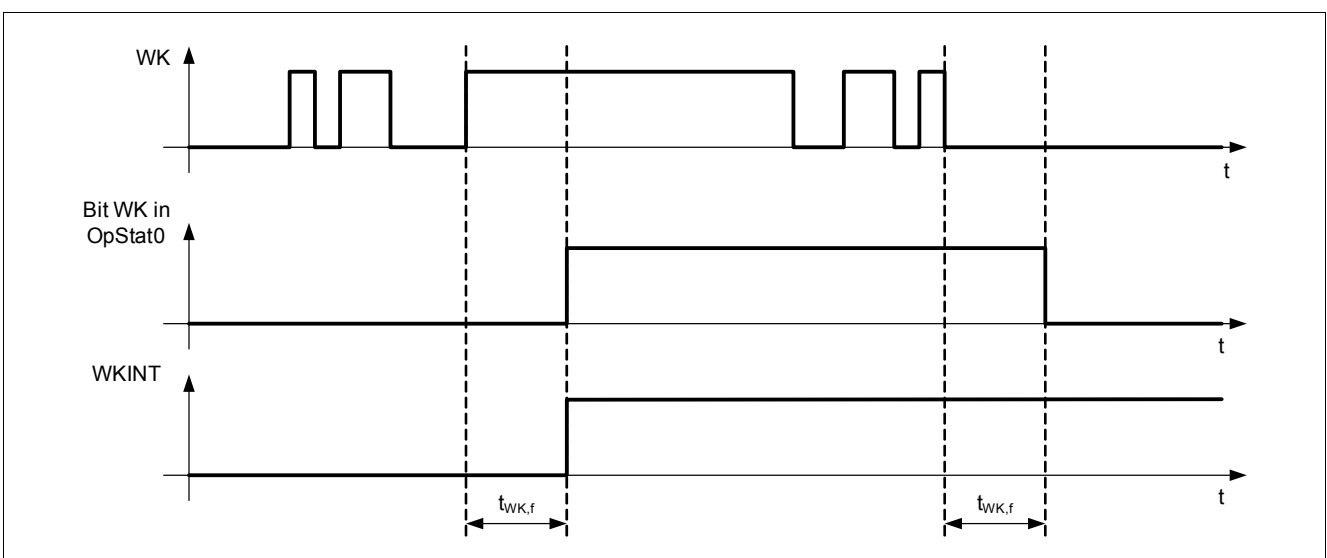 WK
t
Bit WK in
OpStat0
t
WKINT
t
tWK,f
tWK,f